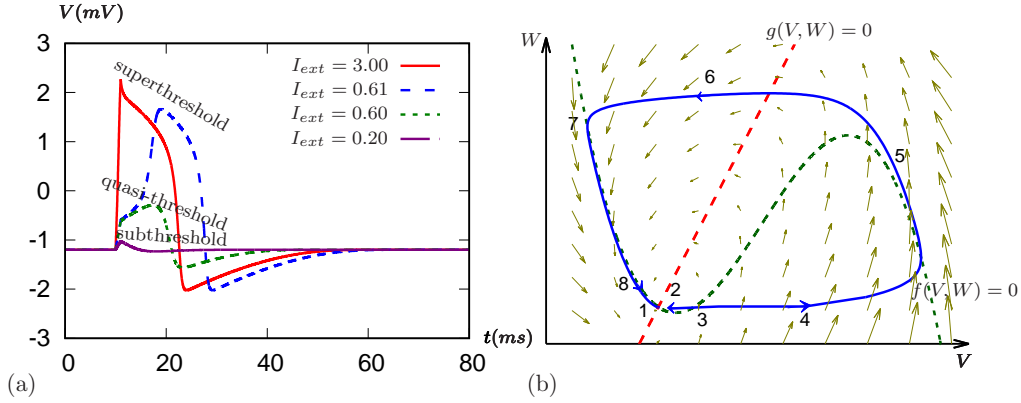 V(mV)
3
2
1
0
-1
-2
-3
0
20
40
60
80
t(ms)
superthreshold
quasi-threshold
subthreshold
I_ext = 3.00
I_ext = 0.61
I_ext = 0.60
I_ext = 0.20
(a)
W
g(V, W) = 0
6
7
5
8
2
1
3
4
f(V, W) = 0
V
(b)